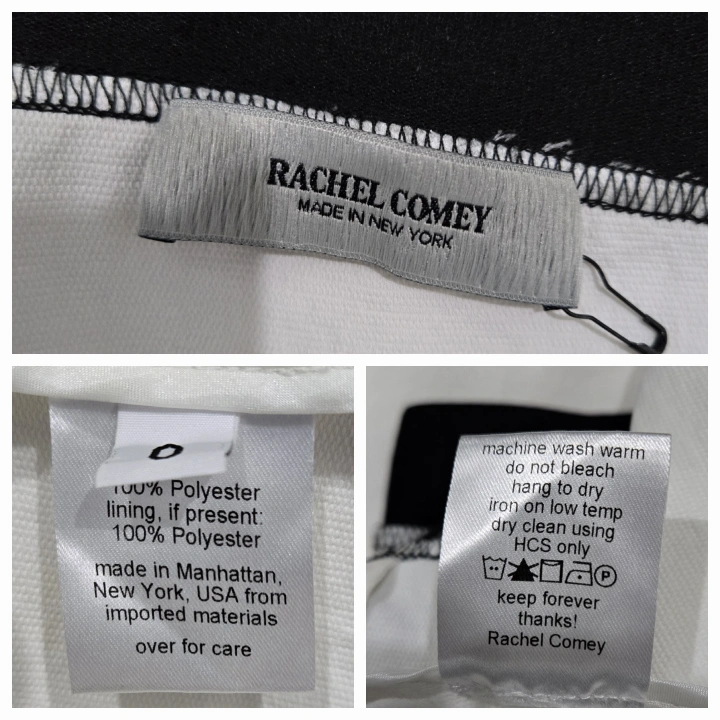 RACHEL COMEY
MADE IN NEW YORK
0
100% Polyester
lining, if present:
100% Polyester
made in Manhattan,
New York, USA from
imported materials
over for care
machine wash warm
do not bleach
hang to dry
iron on low temp
dry clean using
HCS only
P
keep forever
thanks!
Rachel Comey